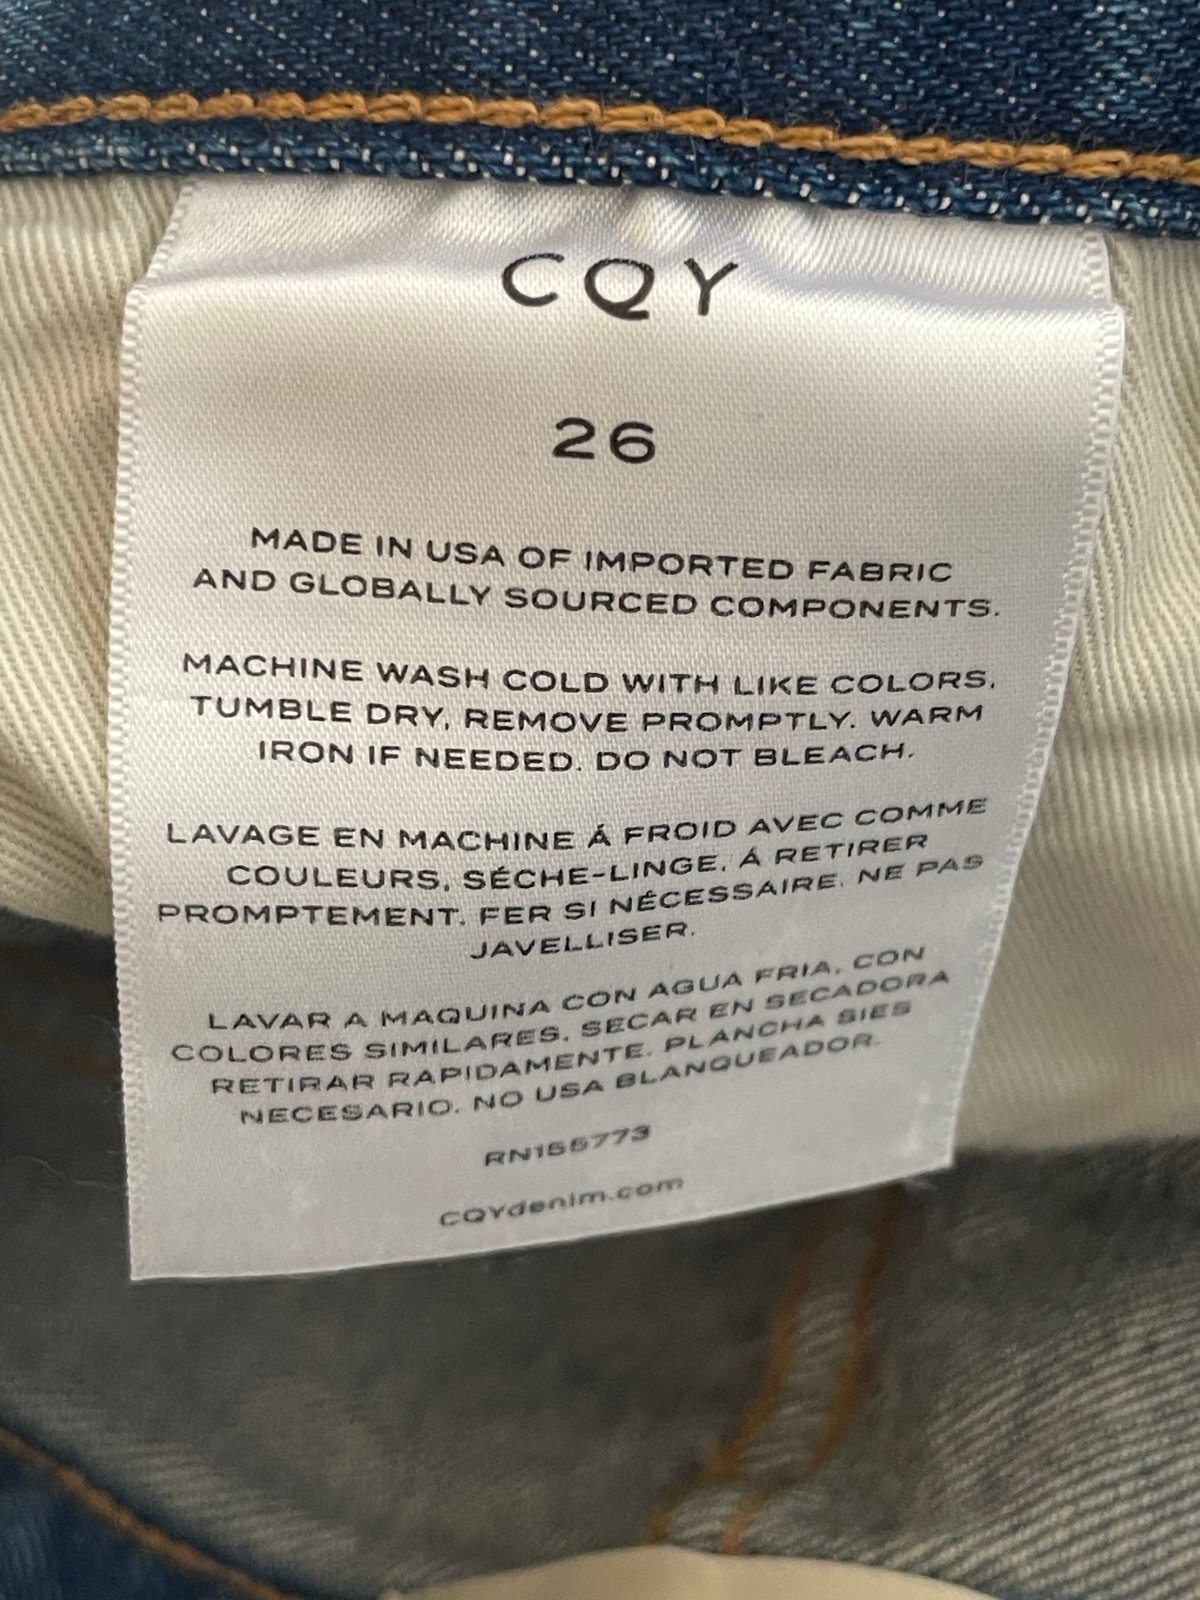 CQY
26
MADE IN USA OF IMPORTED FABRIC
AND GLOBALLY SOURCED COMPONENTS.
MACHINE WASH COLD WITH LIKE COLORS,
TUMBLE DRY, REMOVE PROMPTLY. WARM
IRON IF NEEDED. DO NOT BLEACH.
LAVAGE EN MACHINE Á FROID AVEC COMME
COULEURS, SÉCHE-LINGE, Á RETIRER
PROMPTEMENT. FER SI NÉCESSAIRE. NE PAS
JAVELLISER.
LAVAR A MAQUINA CON AGUA FRIA, CON
COLORES SIMILARES. SECAR EN SECADORA
RETIRAR RAPIDAMENTE. PLANCHA SIES
NECESARIO. NO USA BLANQUEADOR.
RN155773
CQYdenim.com